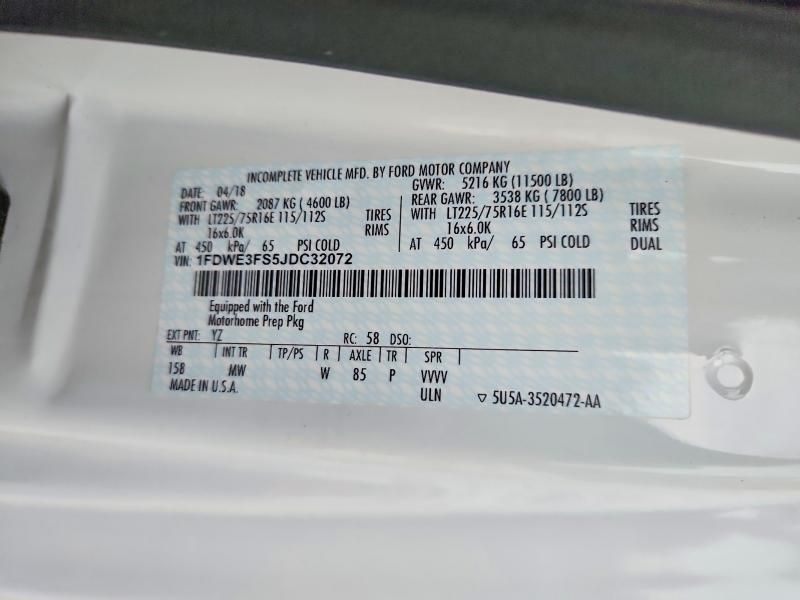 INCOMPLETE VEHICLE MFD. BY FORD MOTOR COMPANY
DATE: 04/18 GVWR: 5216 KG (11500 LB)
FRONT GAWR: 2087 KG ( 4600 LB) REAR GAWR: 3538 KG ( 7800 LB)
WITH LT225/75R16E 115/112S TIRES WITH LT225/75R16E 115/112S TIRES
16x6.0K RIMS 16x6.0K RIMS
AT 450 kPa/ 65 PSI COLD AT 450 kPa/ 65 PSI COLD DUAL
VIN: 1FDWE3FS5JDC32072
Equipped with the Ford
Motorhome Prep Pkg
EXT PNT: YZ RC: 58 DSO:
WB INT TR TP/PS R AXLE TR SPR
158 MW W 85 P VVVV
MADE IN U.S.A. ULN ▽ 5U5A-3520472-AA